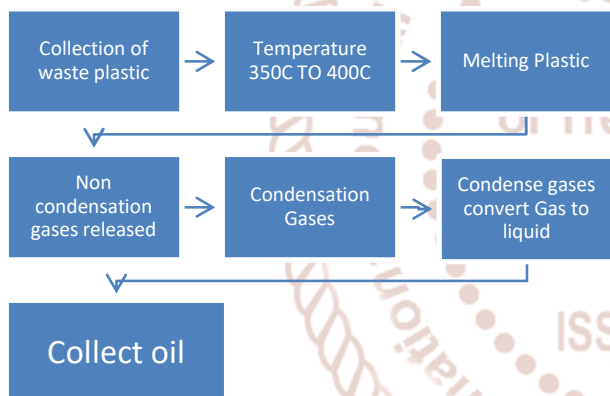 Collection of
waste plastic
Temperature
350C TO 400C
Melting Plastic
Non
condensation
gases released
Condensation
Gases
Condense gases
convert Gas to
liquid
Collect oil
ISS